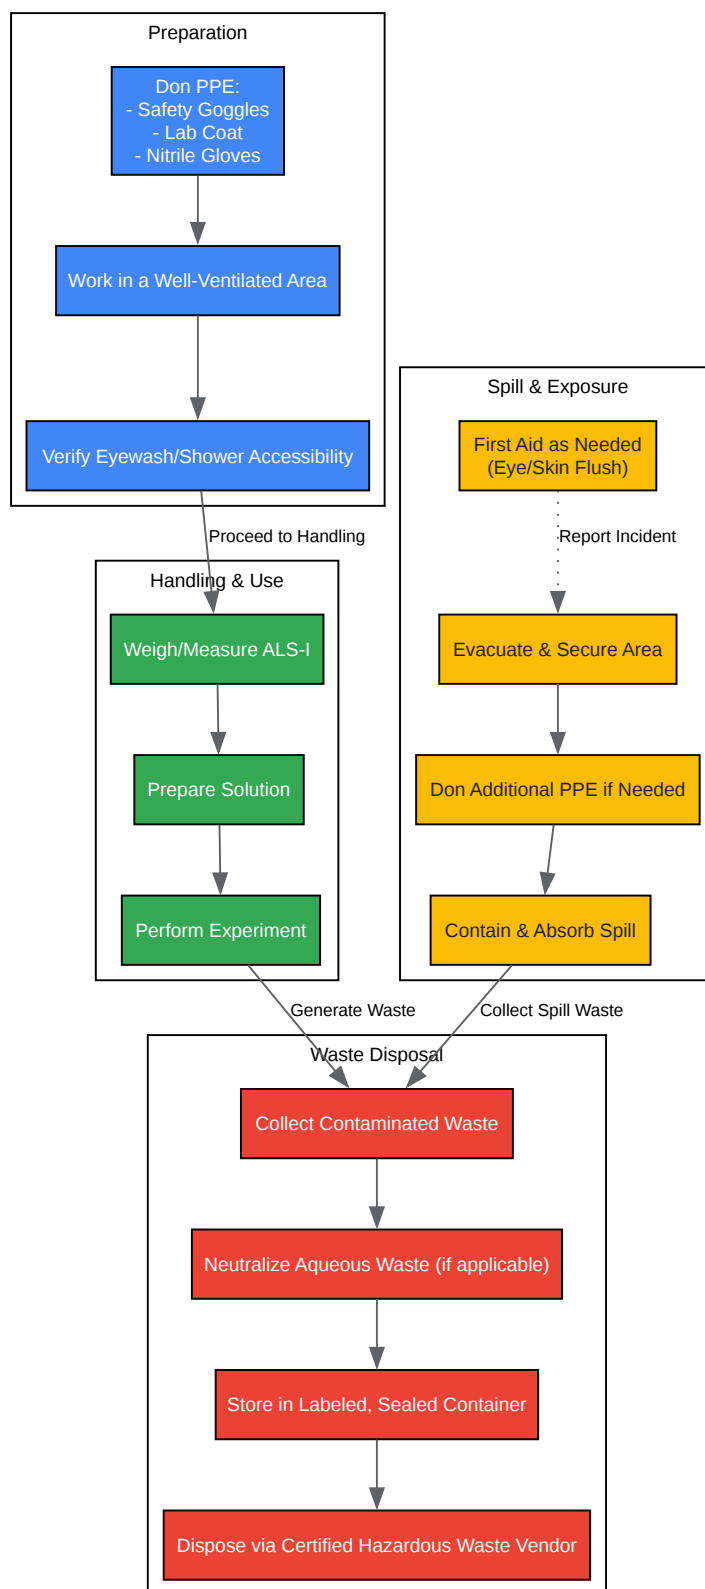 Preparation
Don PPE:
- Safety Goggles
- Lab Coat
- Nitrile Gloves
Work in a Well-Ventilated Area
Verify Eyewash/Shower Accessibility
Proceed to Handling
Handling & Use
Weigh/Measure ALS-I
Prepare Solution
Perform Experiment
Generate Waste
Spill & Exposure
First Aid as Needed
(Eye/Skin Flush)
Report Incident
Evacuate & Secure Area
Don Additional PPE if Needed
Contain & Absorb Spill
Collect Spill Waste
Waste Disposal
Collect Contaminated Waste
Neutralize Aqueous Waste (if applicable)
Store in Labeled, Sealed Container
Dispose via Certified Hazardous Waste Vendor